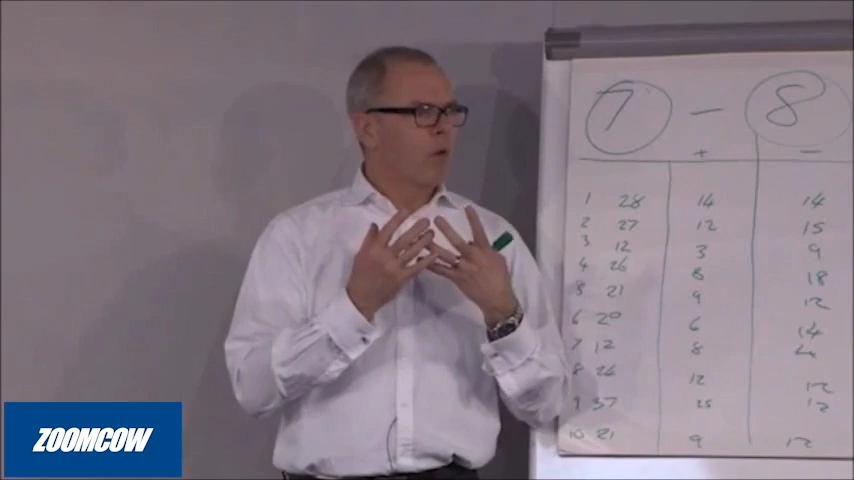 7 - 8
+ -
1 28 14 14
2 27 12 15
3 12 3 9
4 26 8 18
5 21 9 12
6 20 6 14
7 12 8 4
8 24 12 12
9 37 25 12
10 21 9 12
ZOOMCOW